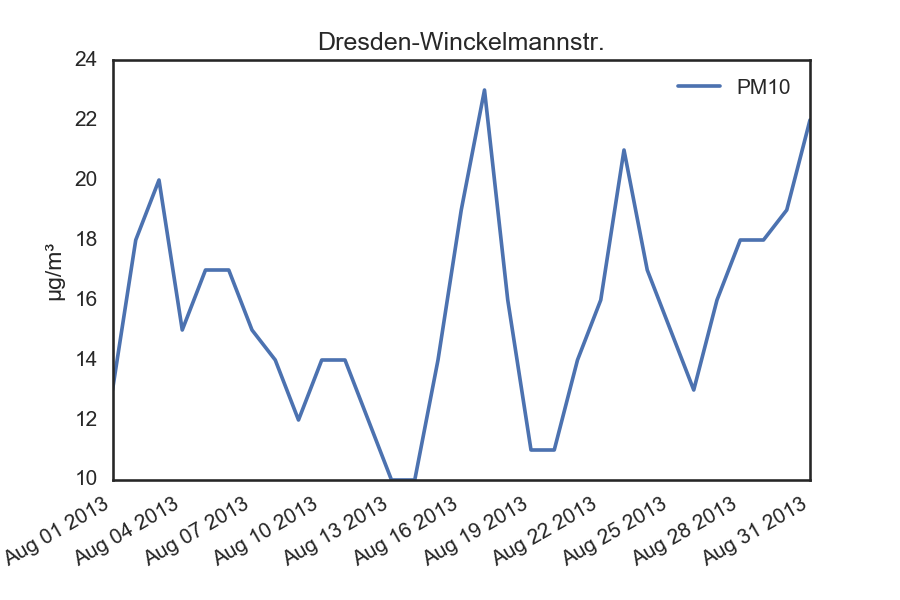 Dresden-Winckelmannstr.
PM10
µg/m³
24
22
20
18
16
14
12
10
Aug 01 2013
Aug 04 2013
Aug 07 2013
Aug 10 2013
Aug 13 2013
Aug 16 2013
Aug 19 2013
Aug 22 2013
Aug 25 2013
Aug 28 2013
Aug 31 2013